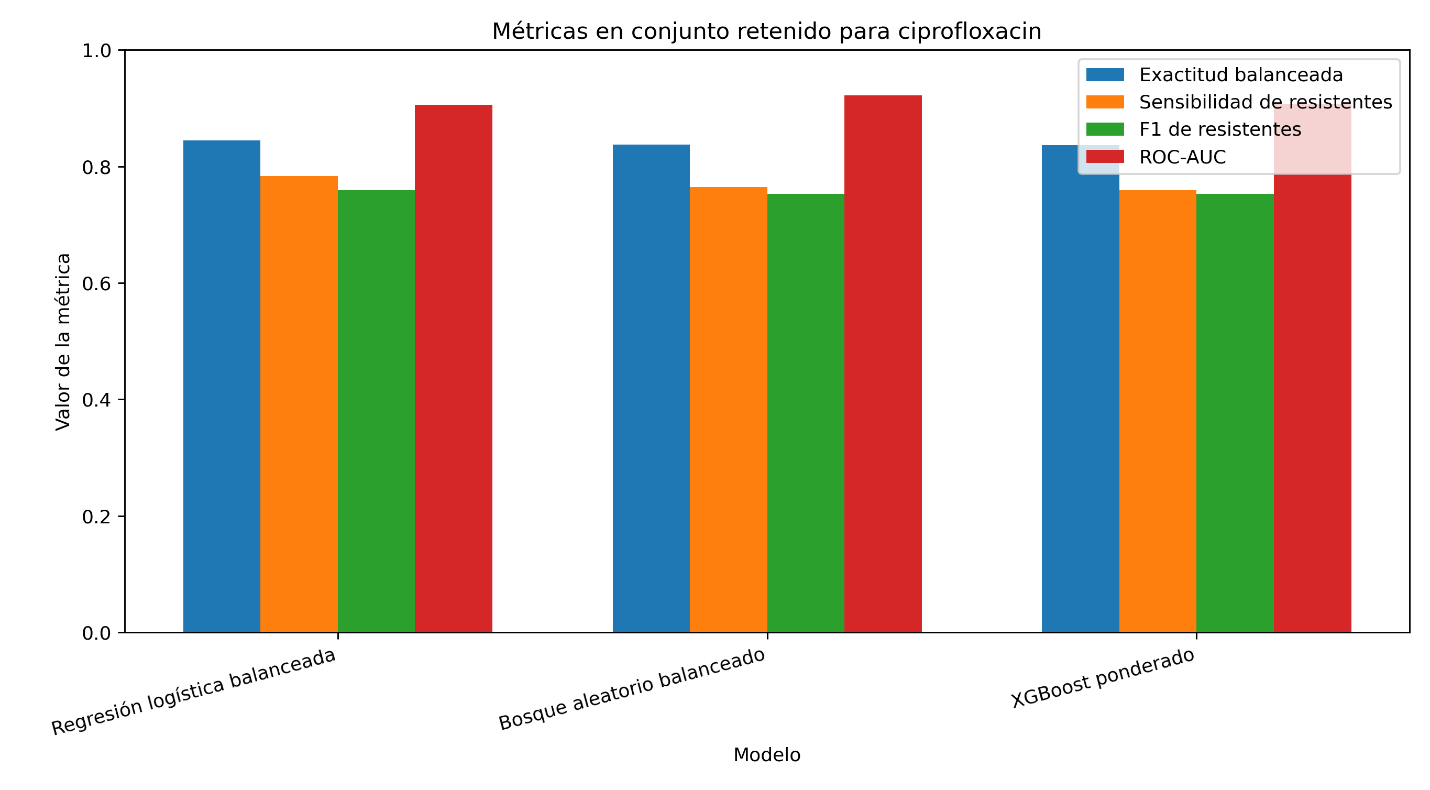 Métricas en conjunto retenido para ciprofloxacin
1.0
0.8
0.6
0.4
0.2
0.0
Valor de la métrica
Exactitud balanceada
Sensibilidad de resistentes
F1 de resistentes
ROC-AUC
Regresión logística balanceada
Bosque aleatorio balanceado
XGBoost ponderado
Modelo